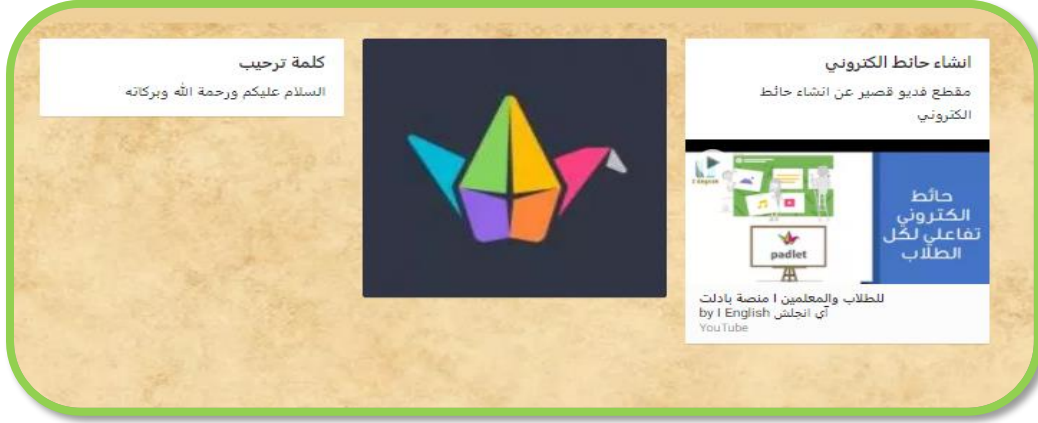 انشاء حائط الكتروني
مقطع فديو قصير عن انشاء حائط
الكتروني
I English
حائط
الكتروني
تفاعلي لكل
الطلاب
padlet
للطلاب والمعلمين I منصة بادلت
by I English آي انجلش
YouTube
كلمة ترحيب
السلام عليكم ورحمة الله وبركاته